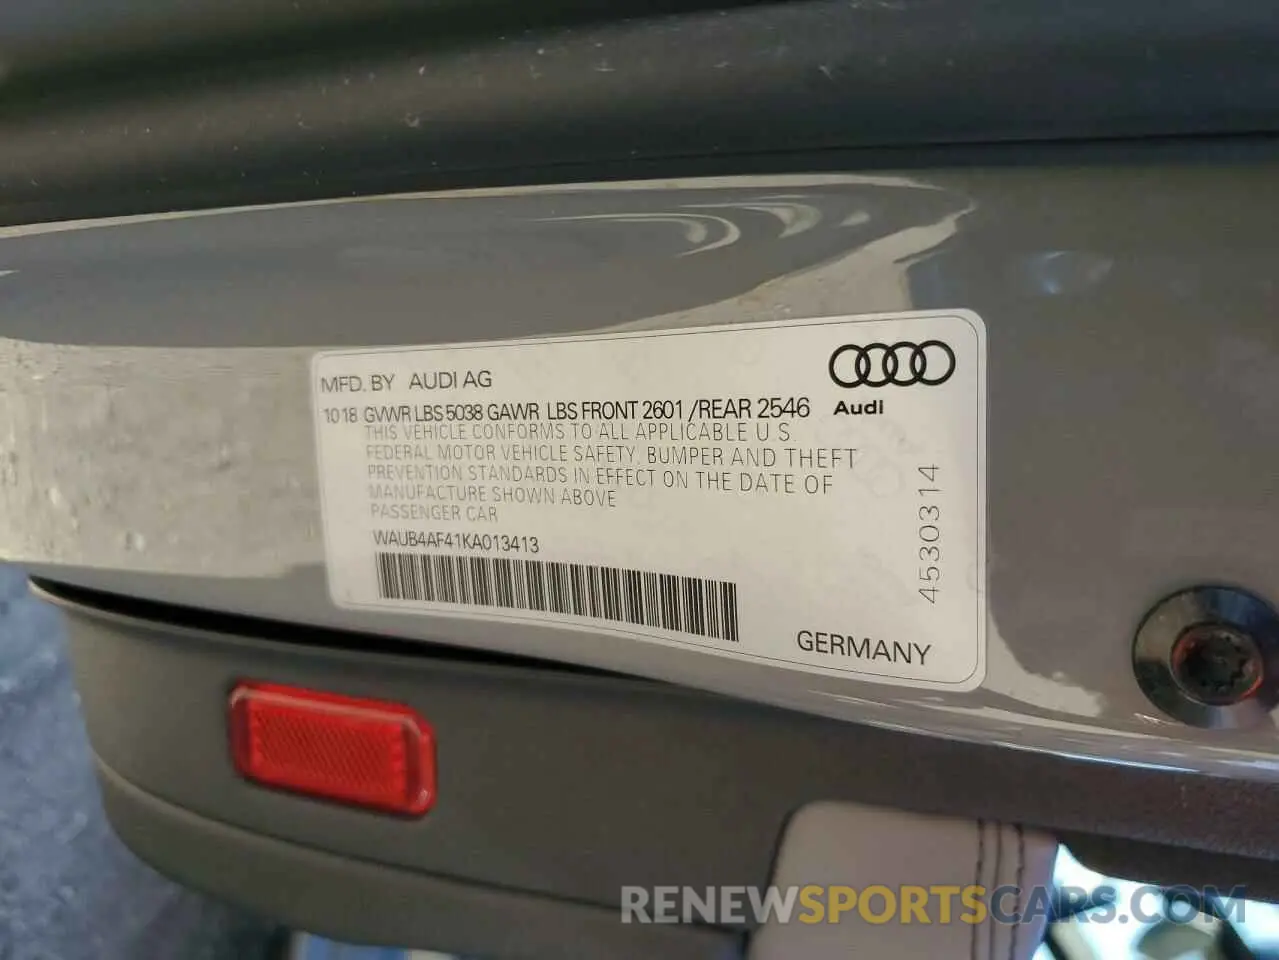 MFD. BY AUDI AG
10 18 GVWR LBS 5038 GAWR LBS FRONT 2601 /REAR 2546
Audi
THIS VEHICLE CONFORMS TO ALL APPLICABLE U.S.
FEDERAL MOTOR VEHICLE SAFETY, BUMPER AND THEFT
PREVENTION STANDARDS IN EFFECT ON THE DATE OF
MANUFACTURE SHOWN ABOVE
PASSENGER CAR
WAUB4AF41KA013413
4530314
GERMANY
RENEWSPORTSCARS.COM